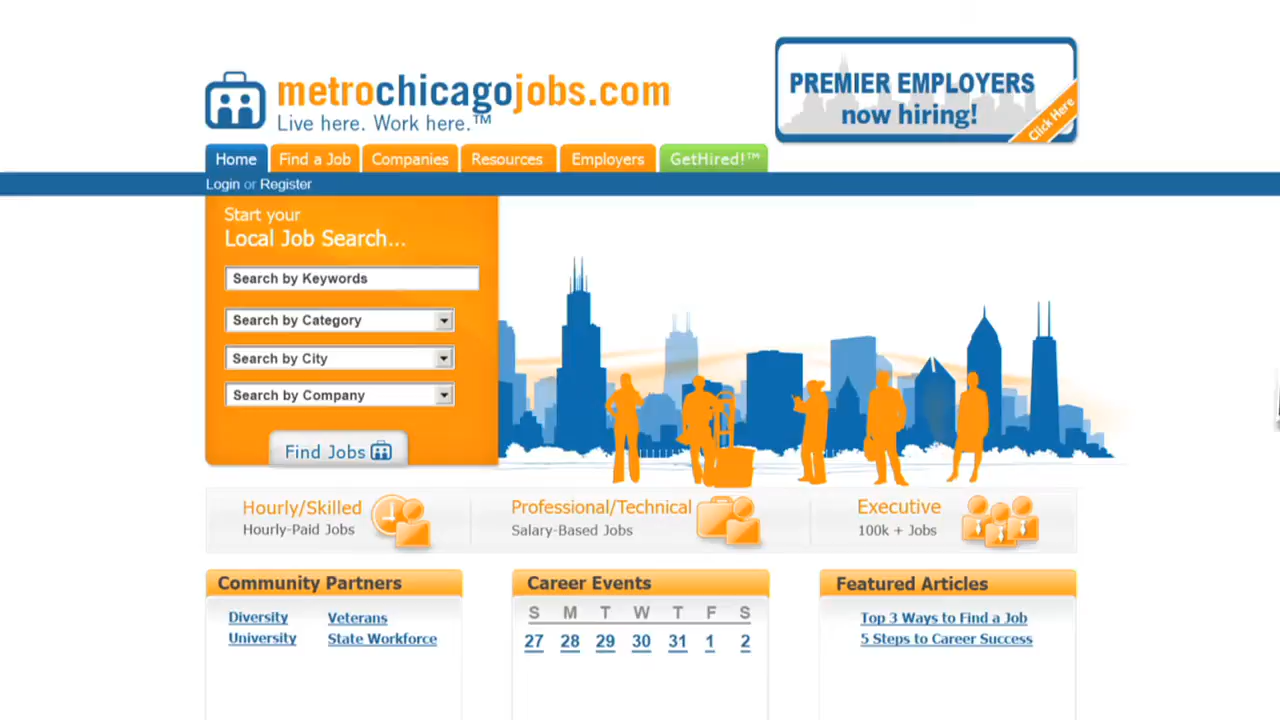 metrochicagojobs.com
Live here. Work here.™
PREMIER EMPLOYERS
now hiring!
Click Here
Home Find a Job Companies Resources Employers GetHired!™
Login or Register
Start your
Local Job Search...
Search by Keywords
Search by Category
Search by City
Search by Company
Find Jobs
Hourly/Skilled
Hourly-Paid Jobs
Professional/Technical
Salary-Based Jobs
Executive
100k + Jobs
Community Partners
Diversity Veterans
University State Workforce
Career Events
S M T W T F S
27 28 29 30 31 1 2
Featured Articles
Top 3 Ways to Find a Job
5 Steps to Career Success